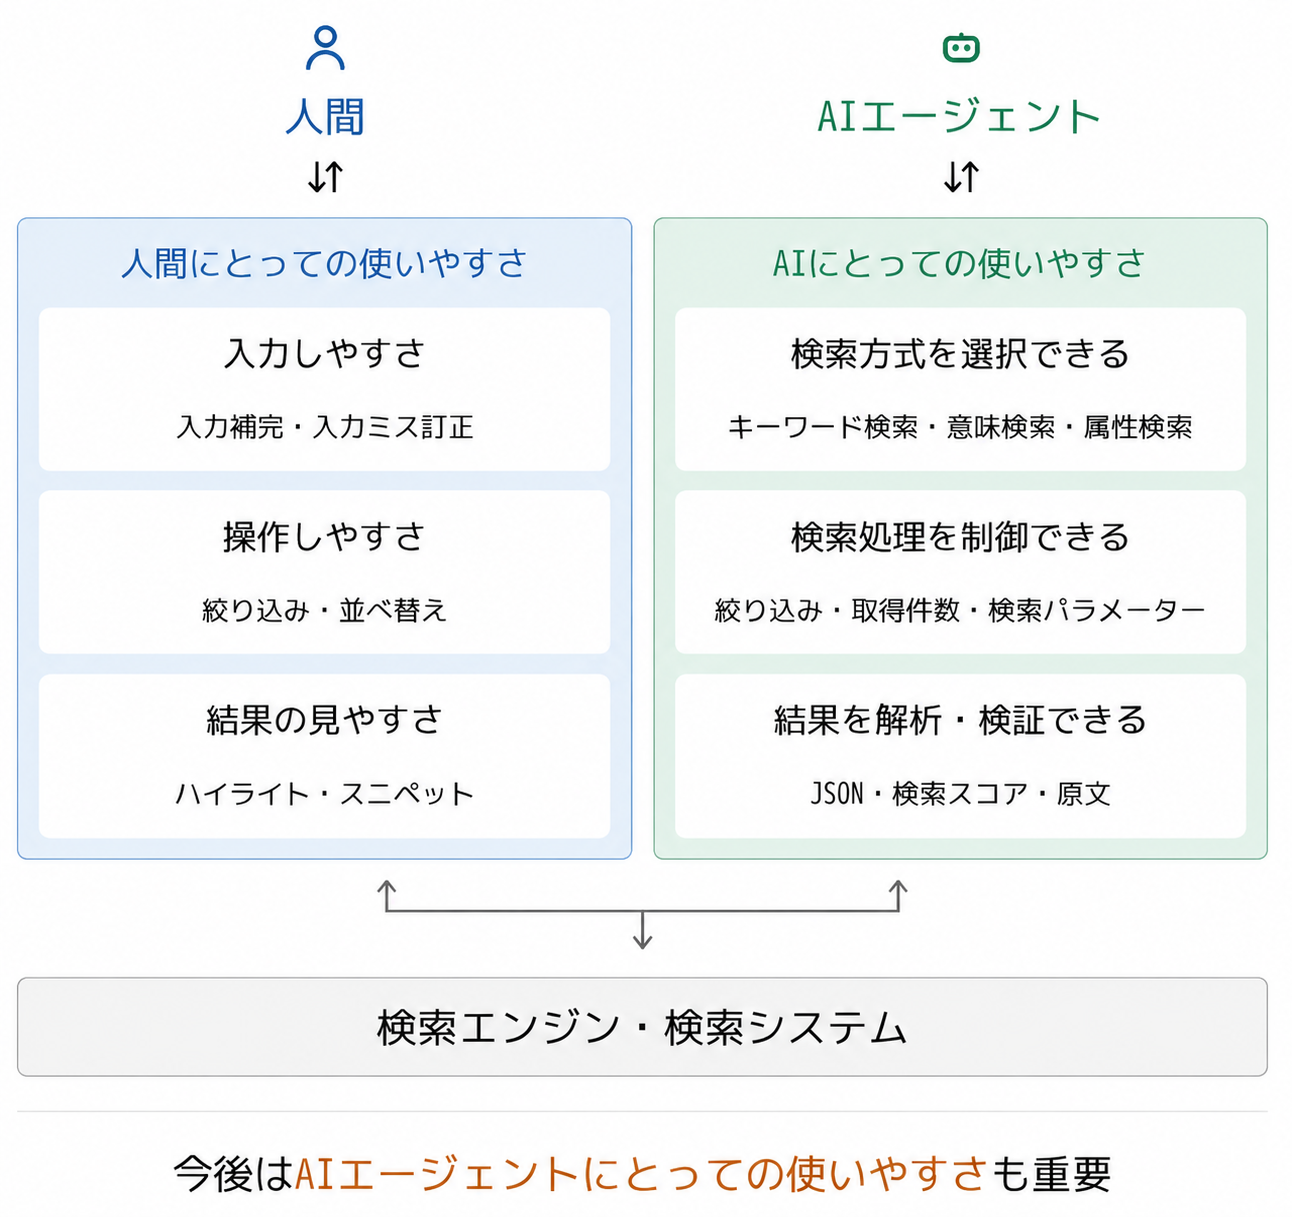 人間
AIエージェント
人間にとっての使いやすさ
入力しやすさ
入力補完・入力ミス訂正
操作しやすさ
絞り込み・並べ替え
結果の見やすさ
ハイライト・スニペット
AIにとっての使いやすさ
検索方式を選択できる
キーワード検索・意味検索・属性検索
検索処理を制御できる
絞り込み・取得件数・検索パラメーター
結果を解析・検証できる
JSON・検索スコア・原文
検索エンジン・検索システム
今後はAIエージェントにとっての使いやすさも重要